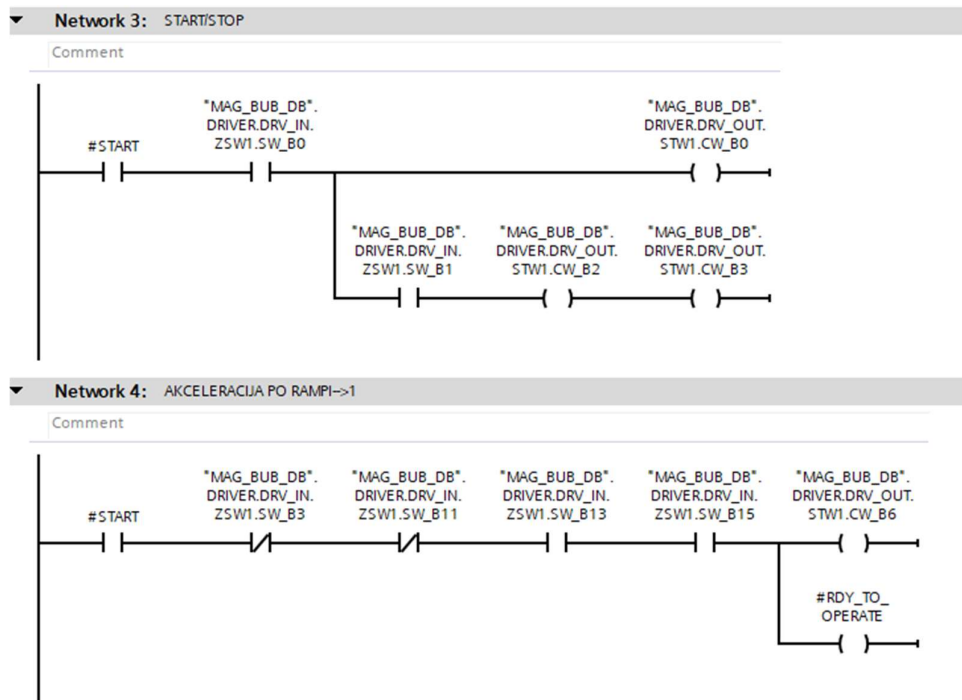 Network 3: START/STOP
Comment
"MAG_BUB_DB".
DRIVER.DRV_IN.
ZSW1.SW_B0
#START
"MAG_BUB_DB".
DRIVER.DRV_OUT.
STW1.CW_B0
"MAG_BUB_DB".
DRIVER.DRV_IN.
ZSW1.SW_B1
"MAG_BUB_DB".
DRIVER.DRV_OUT.
STW1.CW_B2
"MAG_BUB_DB".
DRIVER.DRV_OUT.
STW1.CW_B3
Network 4: AKCELERACIJA PO RAMPI-->1
Comment
#START
"MAG_BUB_DB".
DRIVER.DRV_IN.
ZSW1.SW_B3
"MAG_BUB_DB".
DRIVER.DRV_IN.
ZSW1.SW_B11
"MAG_BUB_DB".
DRIVER.DRV_IN.
ZSW1.SW_B13
"MAG_BUB_DB".
DRIVER.DRV_IN.
ZSW1.SW_B15
"MAG_BUB_DB".
DRIVER.DRV_OUT.
STW1.CW_B6
#RDY_TO_
OPERATE